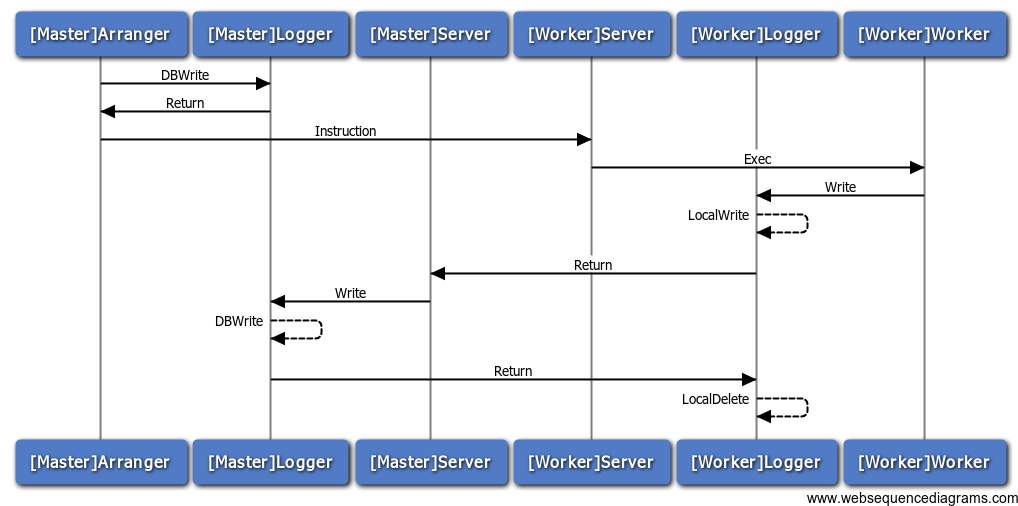 [Master]Arranger [Master]Logger [Master]Server [Worker]Server [Worker]Logger [Worker]Worker
DBWrite
Return
Instruction
Exec
Write
LocalWrite
Return
Write
DBWrite
Return
LocalDelete
[Master]Arranger [Master]Logger [Master]Server [Worker]Server [Worker]Logger [Worker]Worker
www.websequencediagrams.com